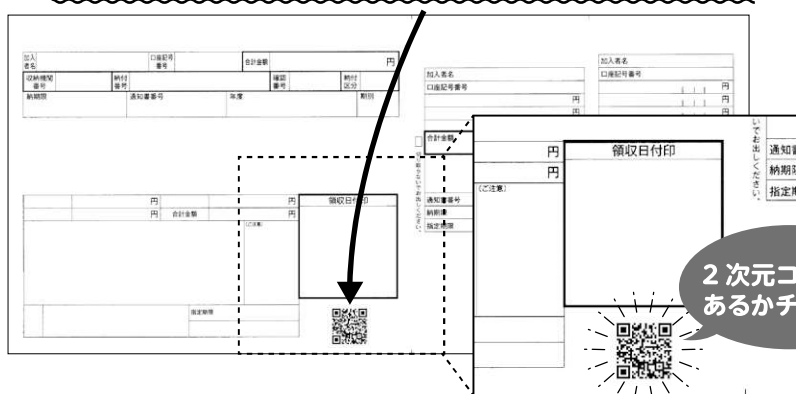 加入者名
口座記号番号
合計金額
円
収納機関番号
納付番号
確認番号
納付区分
納期限
通知書番号
年度
期別
加入者名
口座記号番号
円
円
合計金額
円
通知書番号
納期限
指定期限
加入者名
口座記号番号
円
円
円
円
円
円
合計金額
円
(ご注意)
領収日付印
指定期限
円
円
(ご注意)
領収日付印
いでお出しください。
通知書
納期限
指定期
2次元コ
あるかチ